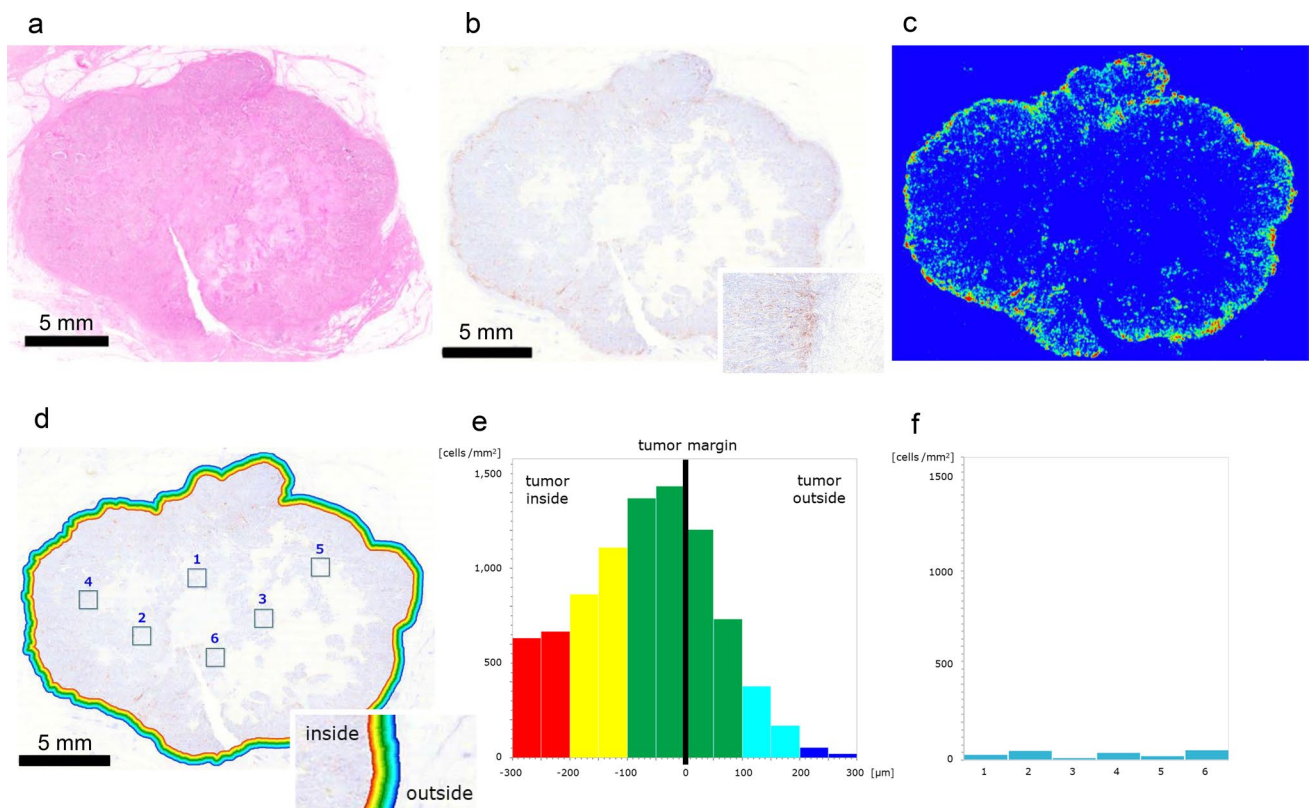 a
b
c
5 mm
5 mm
d
1
5
4
3
2
6
5 mm
inside
outside
e
tumor margin
[cells/mm²]
1,500
tumor inside
tumor outside
1,000
500
0
-300 -200 -100 0 100 200 300 [µm]
f
[cells/mm²]
1500
1000
500
0
1 2 3 4 5 6